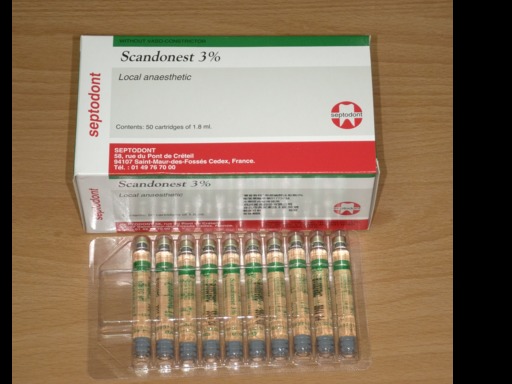 WITHOUT VASO CONSTRICTOR
Scandonest 3%
Local anaesthetic
septodont
septodont
Contents: 50 cartridges of 1.8 ml.
SEPTODONT
58, rue du Pont de Créteil
94107 Saint-Maur-des-Fossés Cedex, France.
Tél. : 01 49 76 70 00
Scandonest 3%
Local anaesthetic
septodont